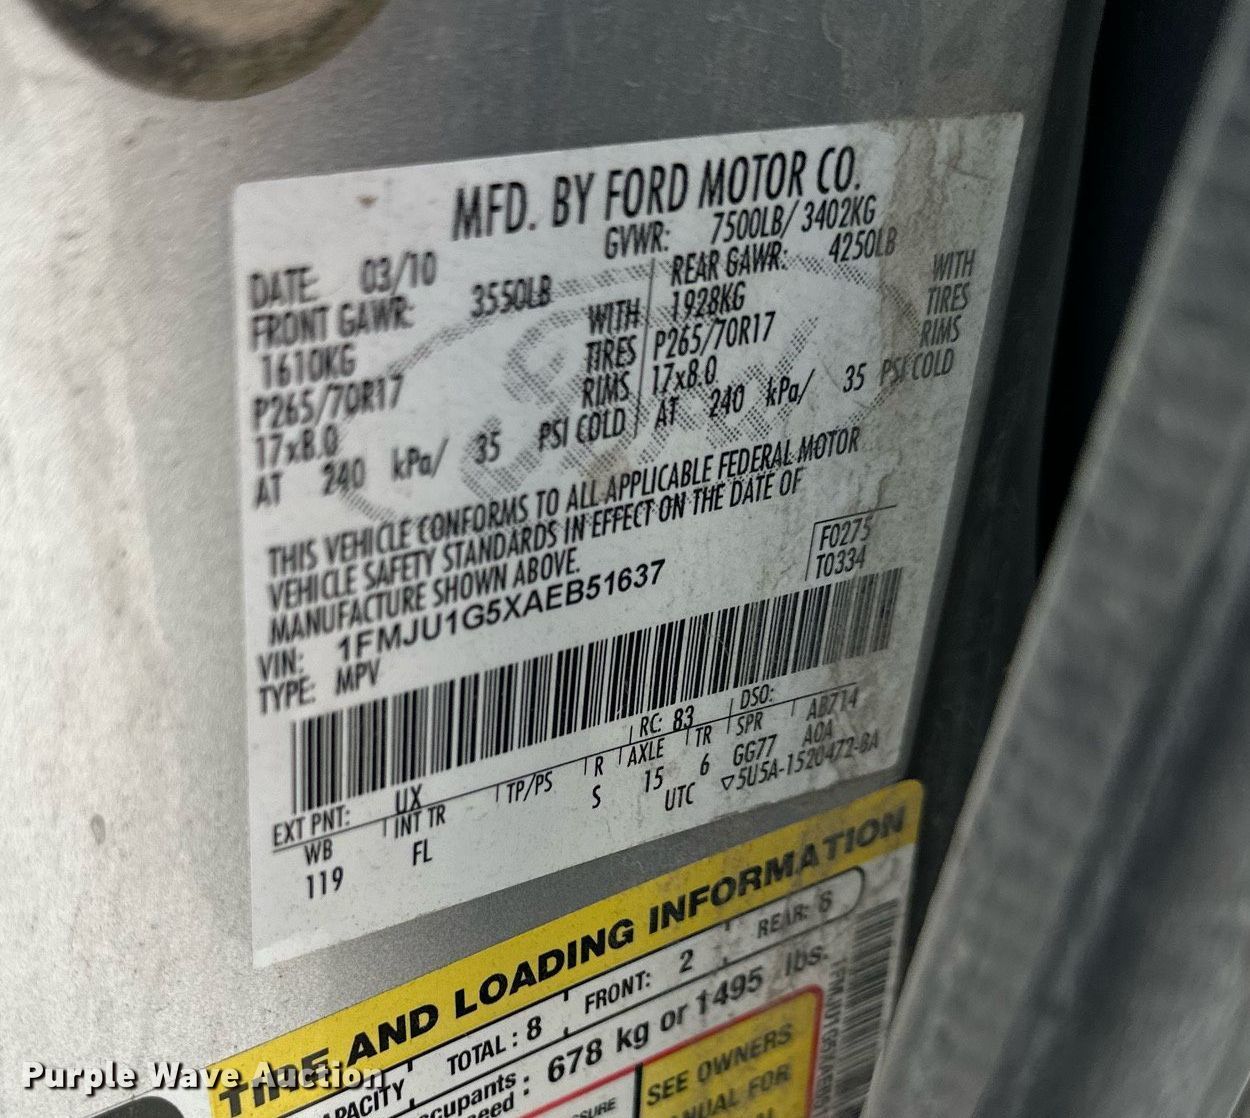 MFD. BY FORD MOTOR CO.
DATE: 03/10 GVWR: 7500LB/ 3402KG
FRONT GAWR: 3550LB REAR GAWR: 4250LB
1610KG WITH 1928KG WITH
P265/70R17 TIRES P265/70R17 TIRES
17x8.0 RIMS 17x8.0 RIMS
AT 240 kPa/ 35 PSI COLD AT 240 kPa/ 35 PSI COLD
THIS VEHICLE CONFORMS TO ALL APPLICABLE FEDERAL MOTOR
VEHICLE SAFETY STANDARDS IN EFFECT ON THE DATE OF
MANUFACTURE SHOWN ABOVE.
F0275
T0334
VIN: 1FMJU1G5XAEB51637
TYPE: MPV
EXT PNT: UX RC: 83 DSO:
WB INT TR TP/PS R AXLE TR SPR AB714
119 FL S 15 6 GG77 A0A
UTC ▽5U5A-1520472-BA
TIRE AND LOADING INFORMATION
TOTAL: 8 FRONT: 2 REAR: 6
678 kg or 1495 lbs.
SEE OWNERS
Purple Wave Auction